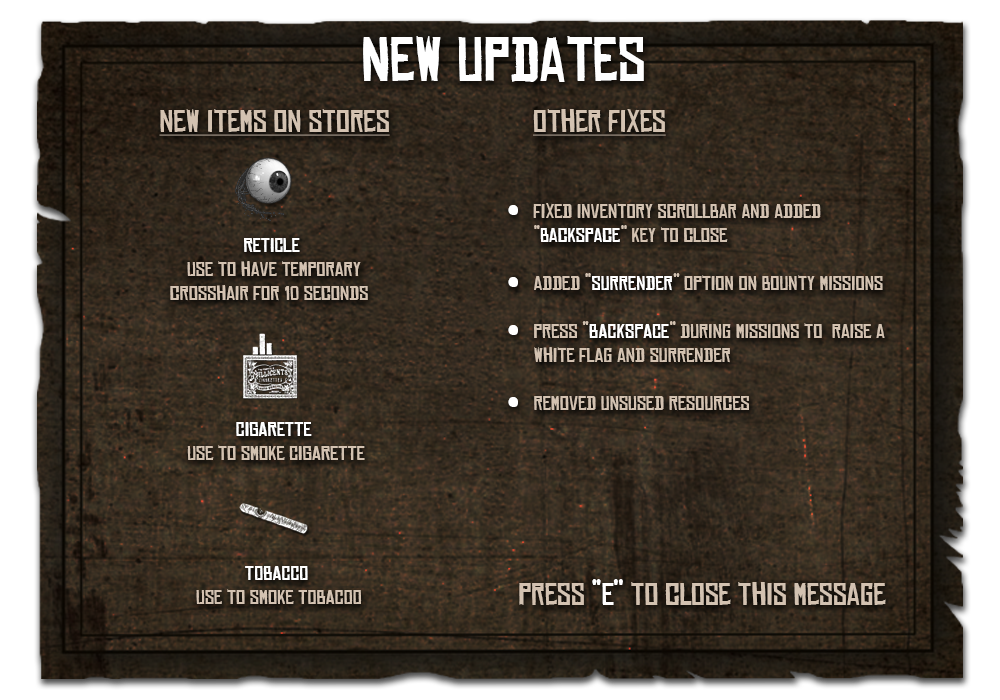 NEW UPDATES
NEW ITEMS ON STORES
RETICLE
USE TO HAVE TEMPORARY
CROSSHAIR FOR 10 SECONDS
CIGARETTE
USE TO SMOKE CIGARETTE
TOBACCO
USE TO SMOKE TOBACOO
OTHER FIXES
FIXED INVENTORY SCROLLBAR AND ADDED
"BACKSPACE" KEY TO CLOSE
ADDED "SURRENDER" OPTION ON BOUNTY MISSIONS
PRESS "BACKSPACE" DURING MISSIONS TO RAISE A
WHITE FLAG AND SURRENDER
REMOVED UNSUSED RESOURCES
PRESS "E" TO CLOSE THIS MESSAGE